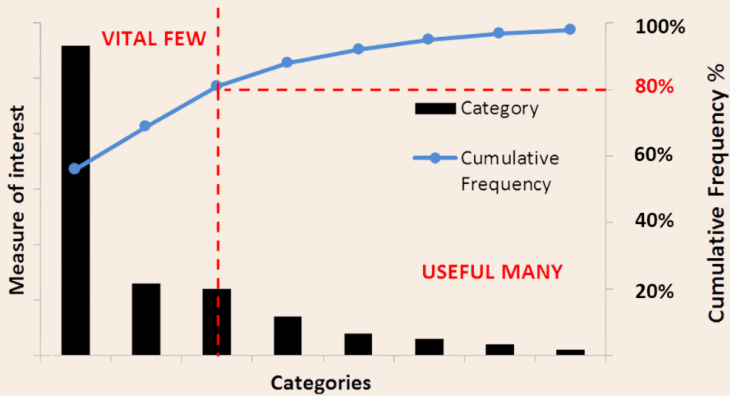 VITAL FEW
Measure of interest
Category
Cumulative
Frequency
USEFUL MANY
100%
80%
60%
40%
20%
Cumulative Frequency %
Categories